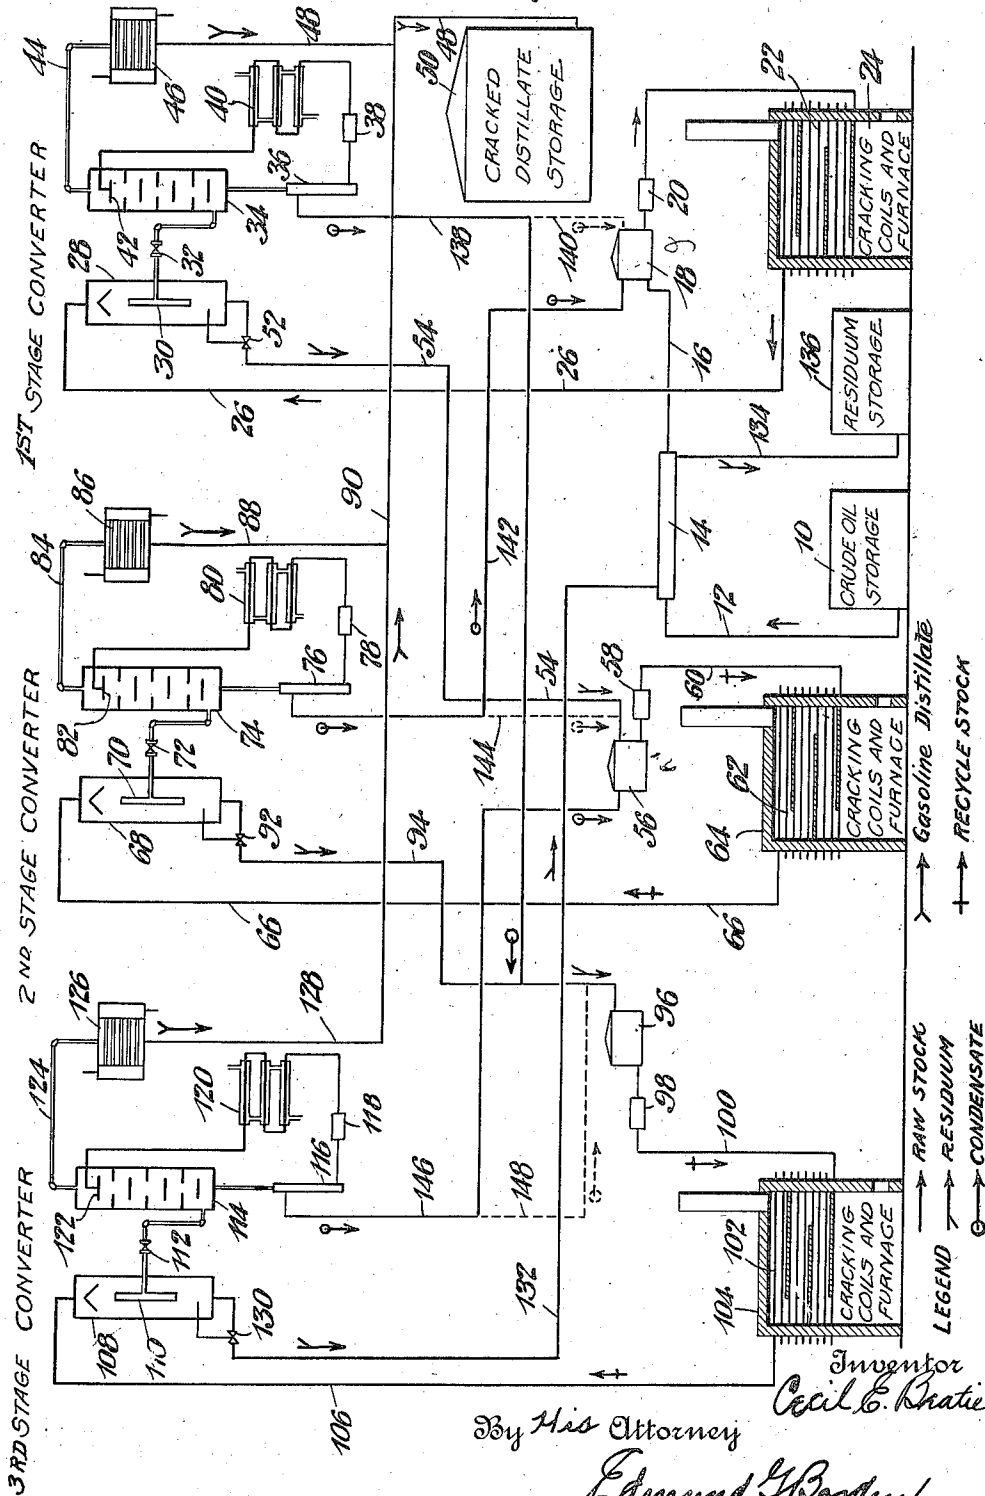 3RD STAGE CONVERTER
2ND. STAGE CONVERTER
1ST STAGE CONVERTER
124
126
84
86
44
46
48
122
120
128
82
80
88
42
40
48
50
CRACKED
DISTILLATE
STORAGE.
108
110
112
114
116
118
68
70
72
74
76
78
90
28
30
32
34
36
38
130
106
146
66
92
94
26
52
54
138
132
148
144
142
140
98
96
100
56
58
54
60
18
20
26
16
14
12
134
102
104
CRACKING
COILS AND
FURNACE
62
64
66
CRACKING
COILS AND
FURNACE
10
CRUDE OIL
STORAGE
136
RESIDUUM
STORAGE.
22
24
CRACKING
COILS AND
FURNACE
LEGEND
RAW STOCK
RESIDUUM
CONDENSATE
Gasoline Distillate
RECYCLE STOCK
Inventor
Cecil E. Beatie
By His Attorney